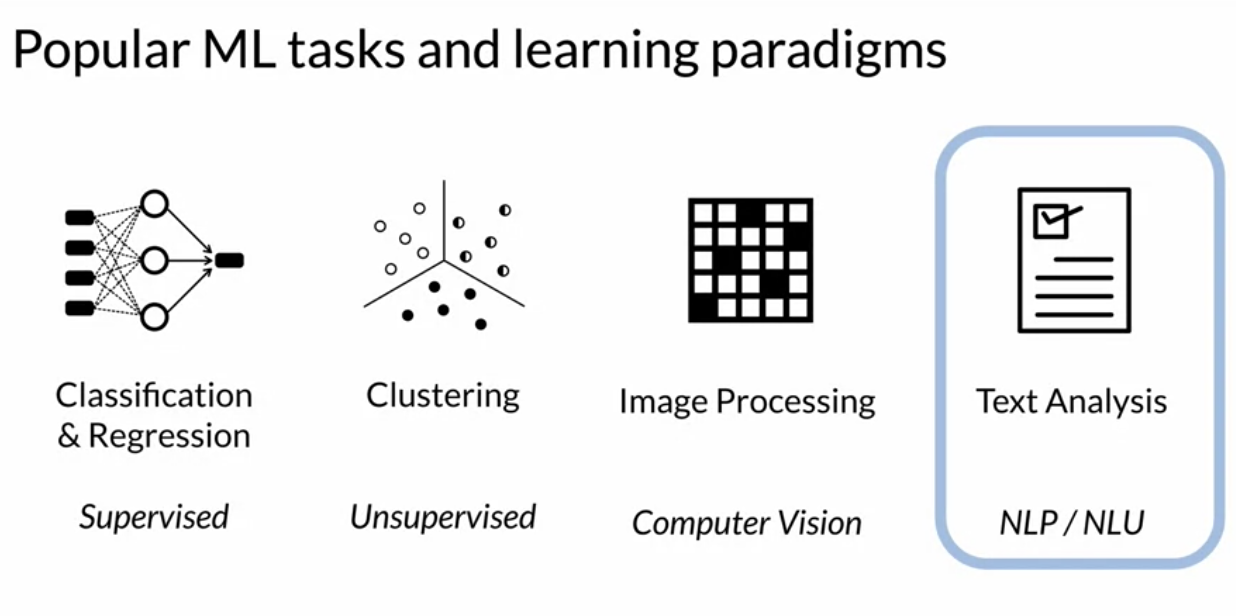 Popular ML tasks and learning paradigms
Classification
& Regression
Supervised
Clustering
Unsupervised
Image Processing
Computer Vision
Text Analysis
NLP / NLU